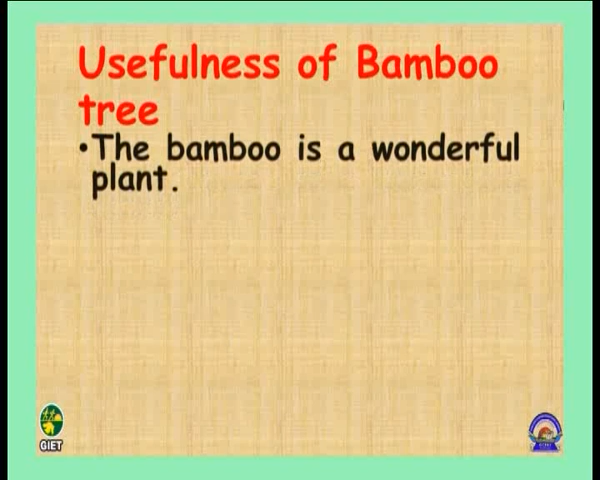 Usefulness of Bamboo
tree
•The bamboo is a wonderful
plant.
GIET